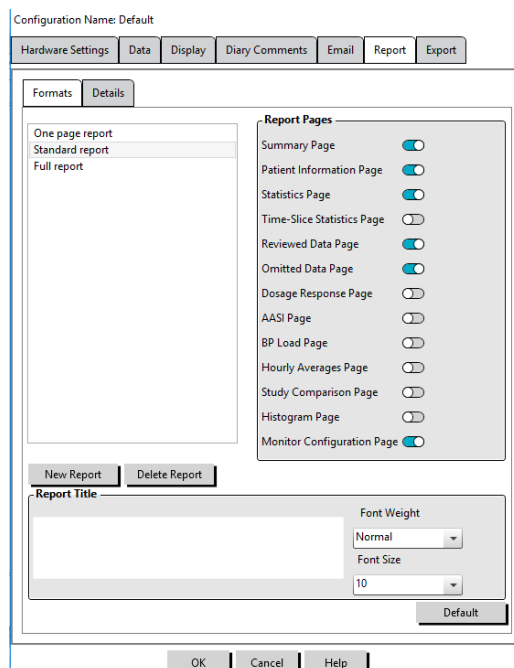 Configuration Name: Default
Hardware Settings Data Display Diary Comments Email Report Export
Formats Details
One page report
Standard report
Full report
Report Pages
Summary Page
Patient Information Page
Statistics Page
Time-Slice Statistics Page
Reviewed Data Page
Omitted Data Page
Dosage Response Page
AASI Page
BP Load Page
Hourly Averages Page
Study Comparison Page
Histogram Page
Monitor Configuration Page
New Report Delete Report
Report Title
Font Weight
Normal
Font Size
10
Default
OK Cancel Help